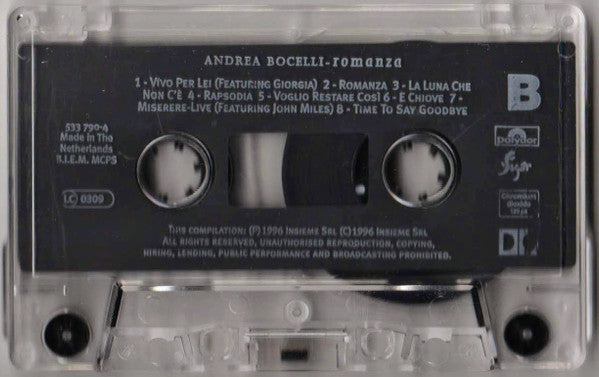 ANDREA BOCELLI-romanza
1 - VIVO PER LEI (FEATURING GIORGIA) 2 - ROMANZA 3 - LA LUNA CHE
NON C'È 4 - RAPSODIA 5 - VOGLIO RESTARE COSÌ 6 - E CHIOVE 7 -
MISERERE-LIVE (FEATURING JOHN MILES) 8 - TIME TO SAY GOODBYE
B
533 790-4
Made in The
Netherlands
B.I.E.M. MCPS
LC 0309
polydor
Sugar
Chromium
dioxide
THIS COMPILATION: (P) 1996 INSIEME SRL (C)1996 INSIEME SRL
ALL RIGHTS RESERVED, UNAUTHORISED REPRODUCTION, COPYING,
HIRING, LENDING, PUBLIC PERFORMANCE AND BROADCASTING PROHIBITED.